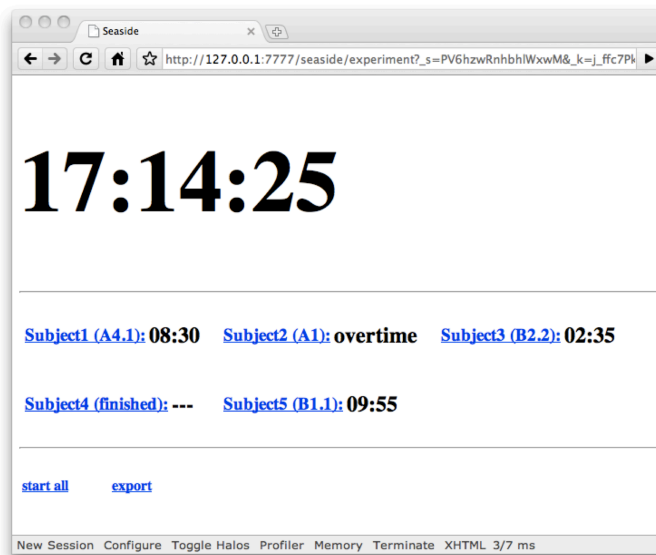 Seaside
http://127.0.0.1:7777/seaside/experiment?_s=PV6hzwRnhbhlWxwM&_k=j_ffc7Pk
17:14:25
Subject1 (A4.1): 08:30 Subject2 (A1): overtime Subject3 (B2.2): 02:35
Subject4 (finished): --- Subject5 (B1.1): 09:55
start all export
New Session Configure Toggle Halos Profiler Memory Terminate XHTML 3/7 ms